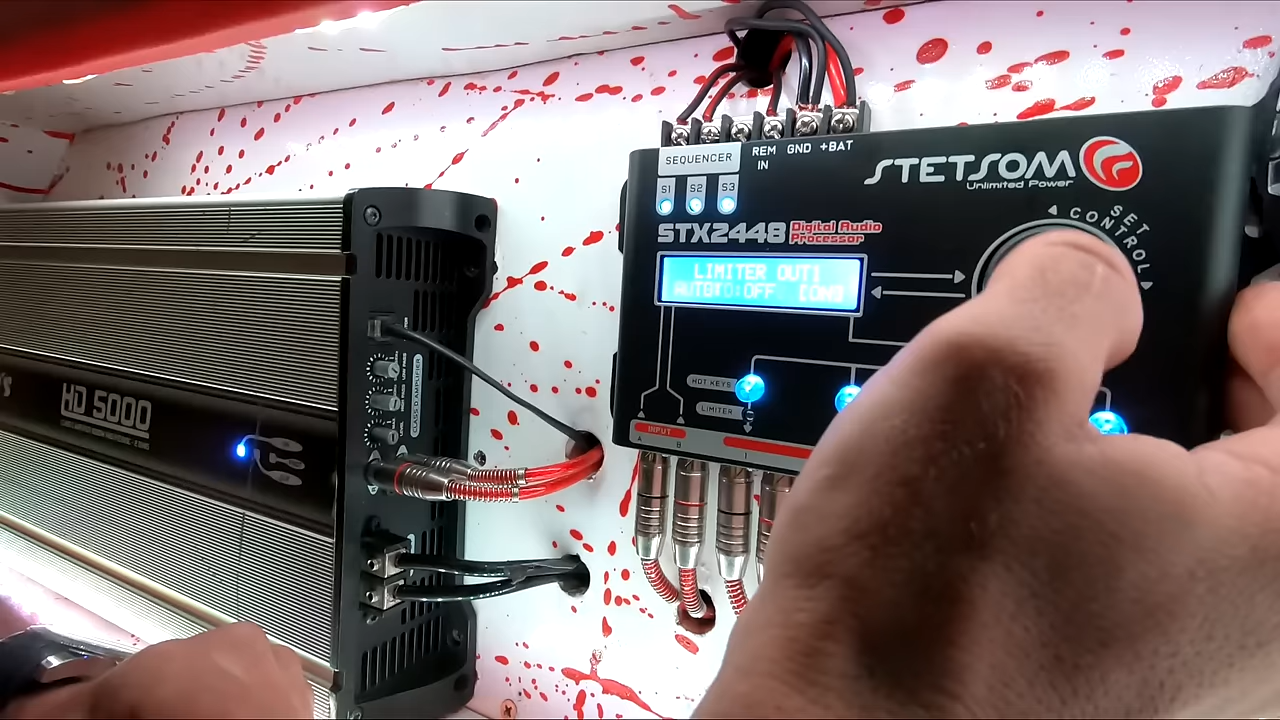 SEQUENCER
REM IN
GND
+BAT
S1
S2
S3
STETSOM
Unlimited Power
STX2448
Digital Audio
Processor
SET
CONTROL
LIMITER OUT1
OFF [ON]
HOT KEYS
LIMITER
INPUT
A
B
1
HD 5000
CLASS D AMPLIFIER